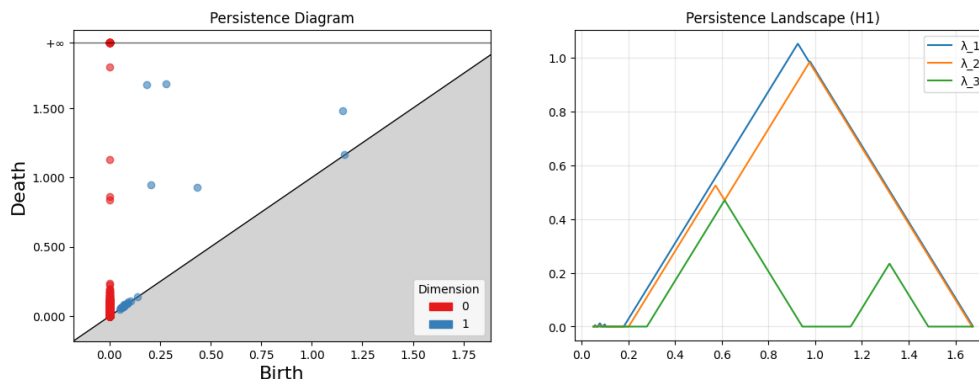 Persistence Diagram
+∞
1.500
1.000
0.500
0.000
Death
0.00 0.25 0.50 0.75 1.00 1.25 1.50 1.75
Birth
Dimension
0
1
Persistence Landscape (H1)
λ_1
λ_2
λ_3
1.0
0.8
0.6
0.4
0.2
0.0
0.0 0.2 0.4 0.6 0.8 1.0 1.2 1.4 1.6